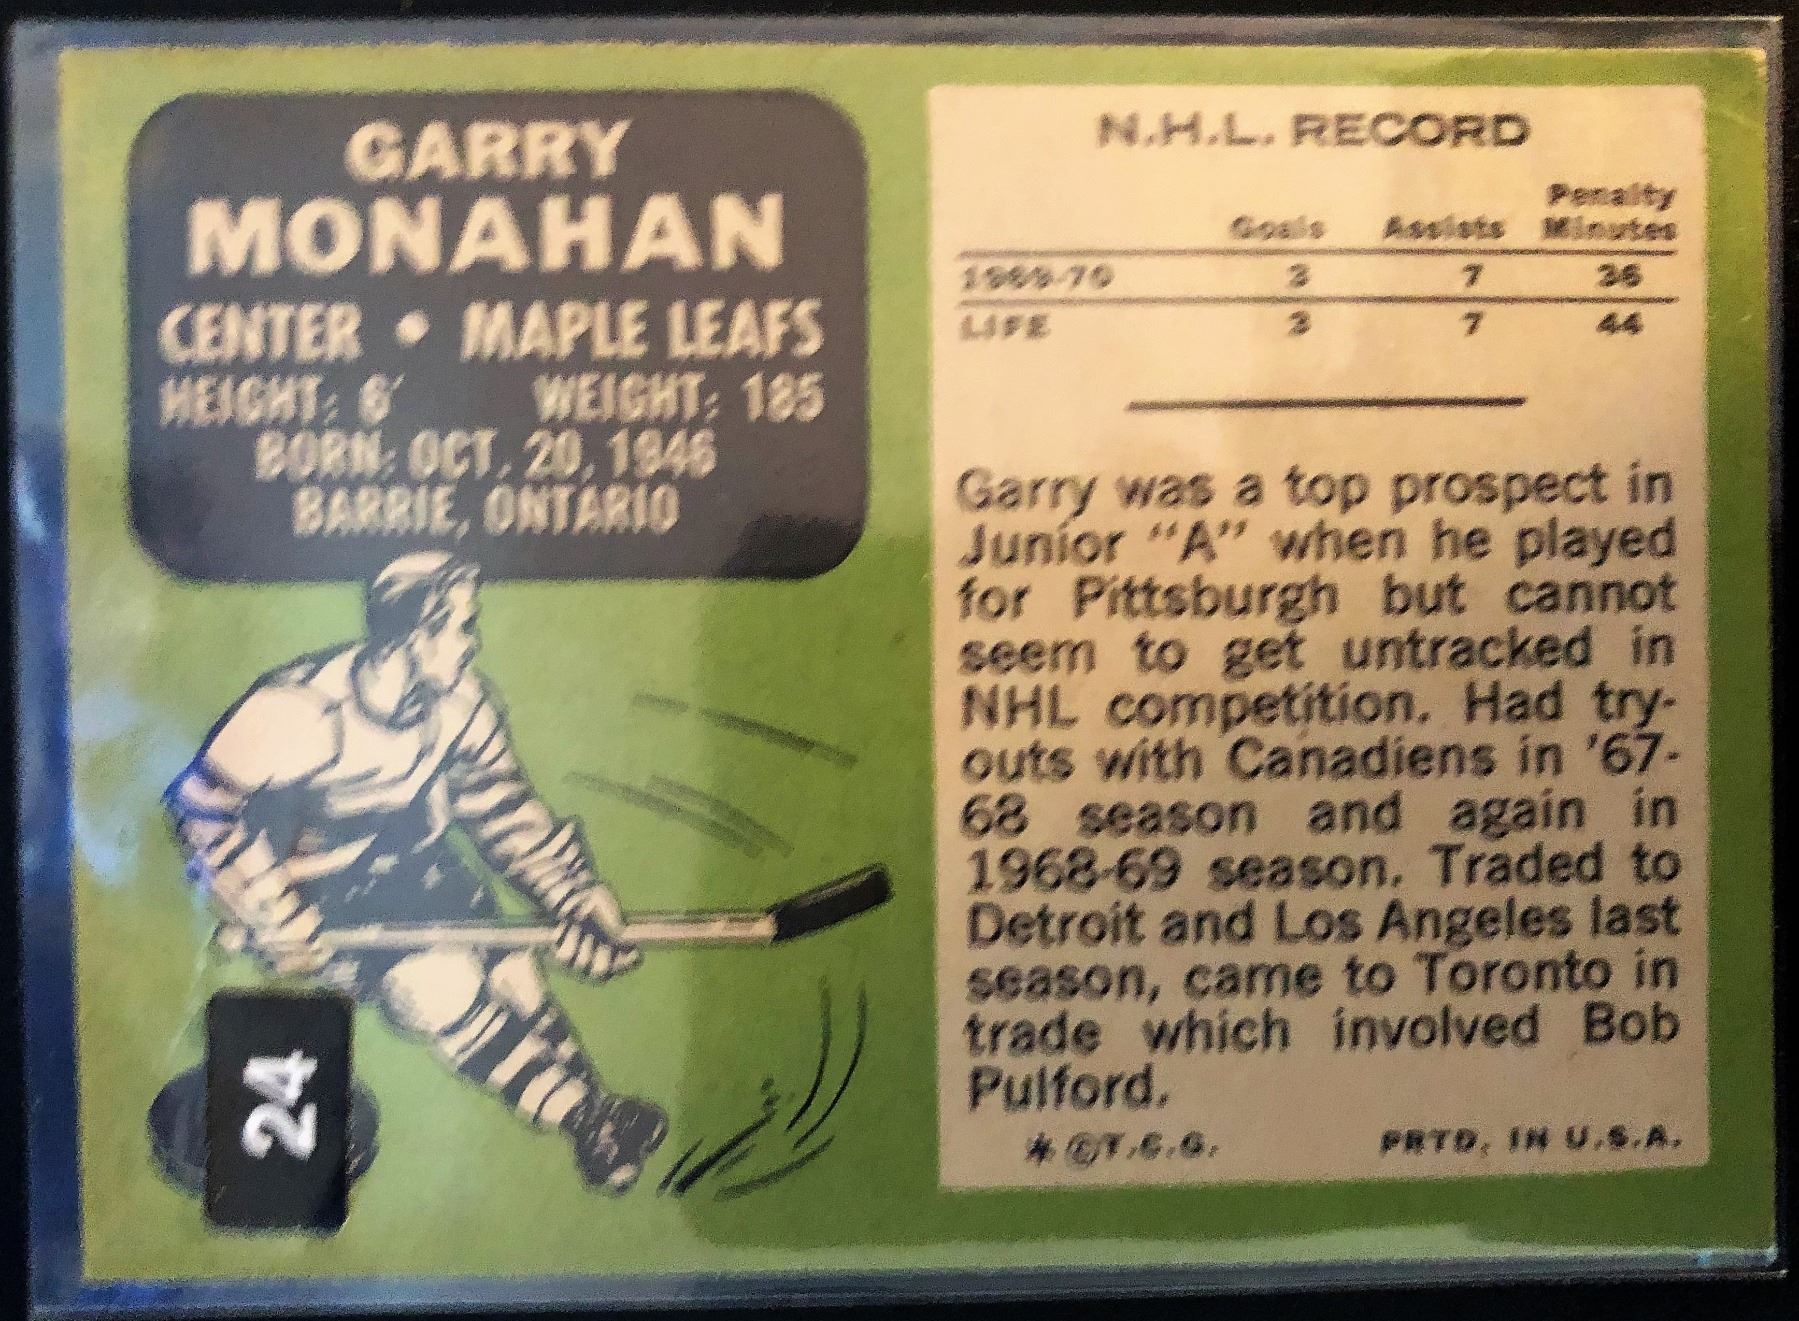 GARRY
MONAHAN
CENTER • MAPLE LEAFS
HEIGHT: 6' WEIGHT: 185
BORN: OCT. 20, 1946
BARRIE, ONTARIO
24
N.H.L. RECORD
Penalty
Goals Assists Minutes
1969-70 3 7 36
LIFE 3 7 44
Garry was a top prospect in
Junior "A" when he played
for Pittsburgh but cannot
seem to get untracked in
NHL competition. Had try-
outs with Canadiens in '67-
68 season and again in
1968-69 season. Traded to
Detroit and Los Angeles last
season, came to Toronto in
trade which involved Bob
Pulford.
* ©T.C.G. PRTD. IN U.S.A.